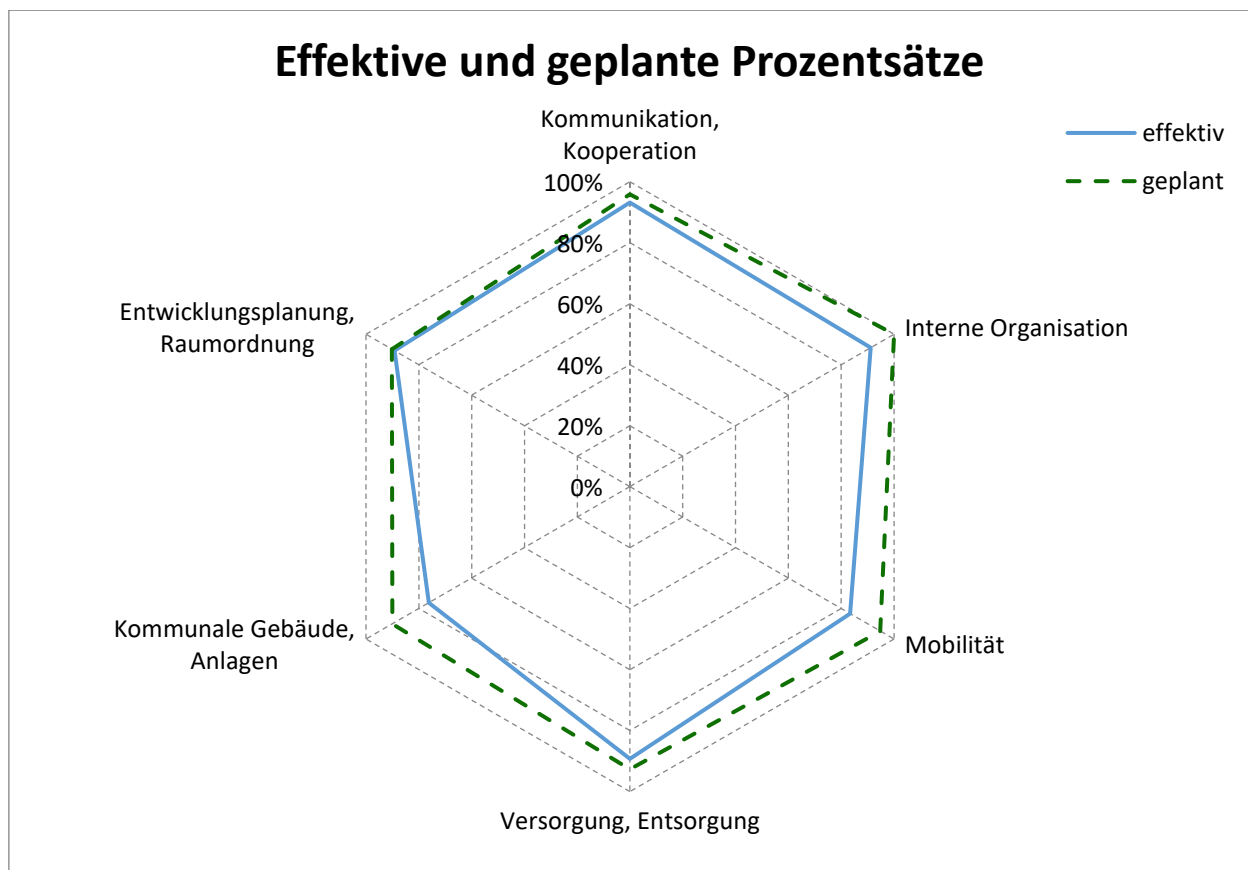 Effektive und geplante Prozentsätze
Kommunikation,
Kooperation
effektiv
geplant
100%
80%
60%
40%
20%
0%
Interne Organisation
Mobilität
Versorgung, Entsorgung
Kommunale Gebäude,
Anlagen
Entwicklungsplanung,
Raumordnung